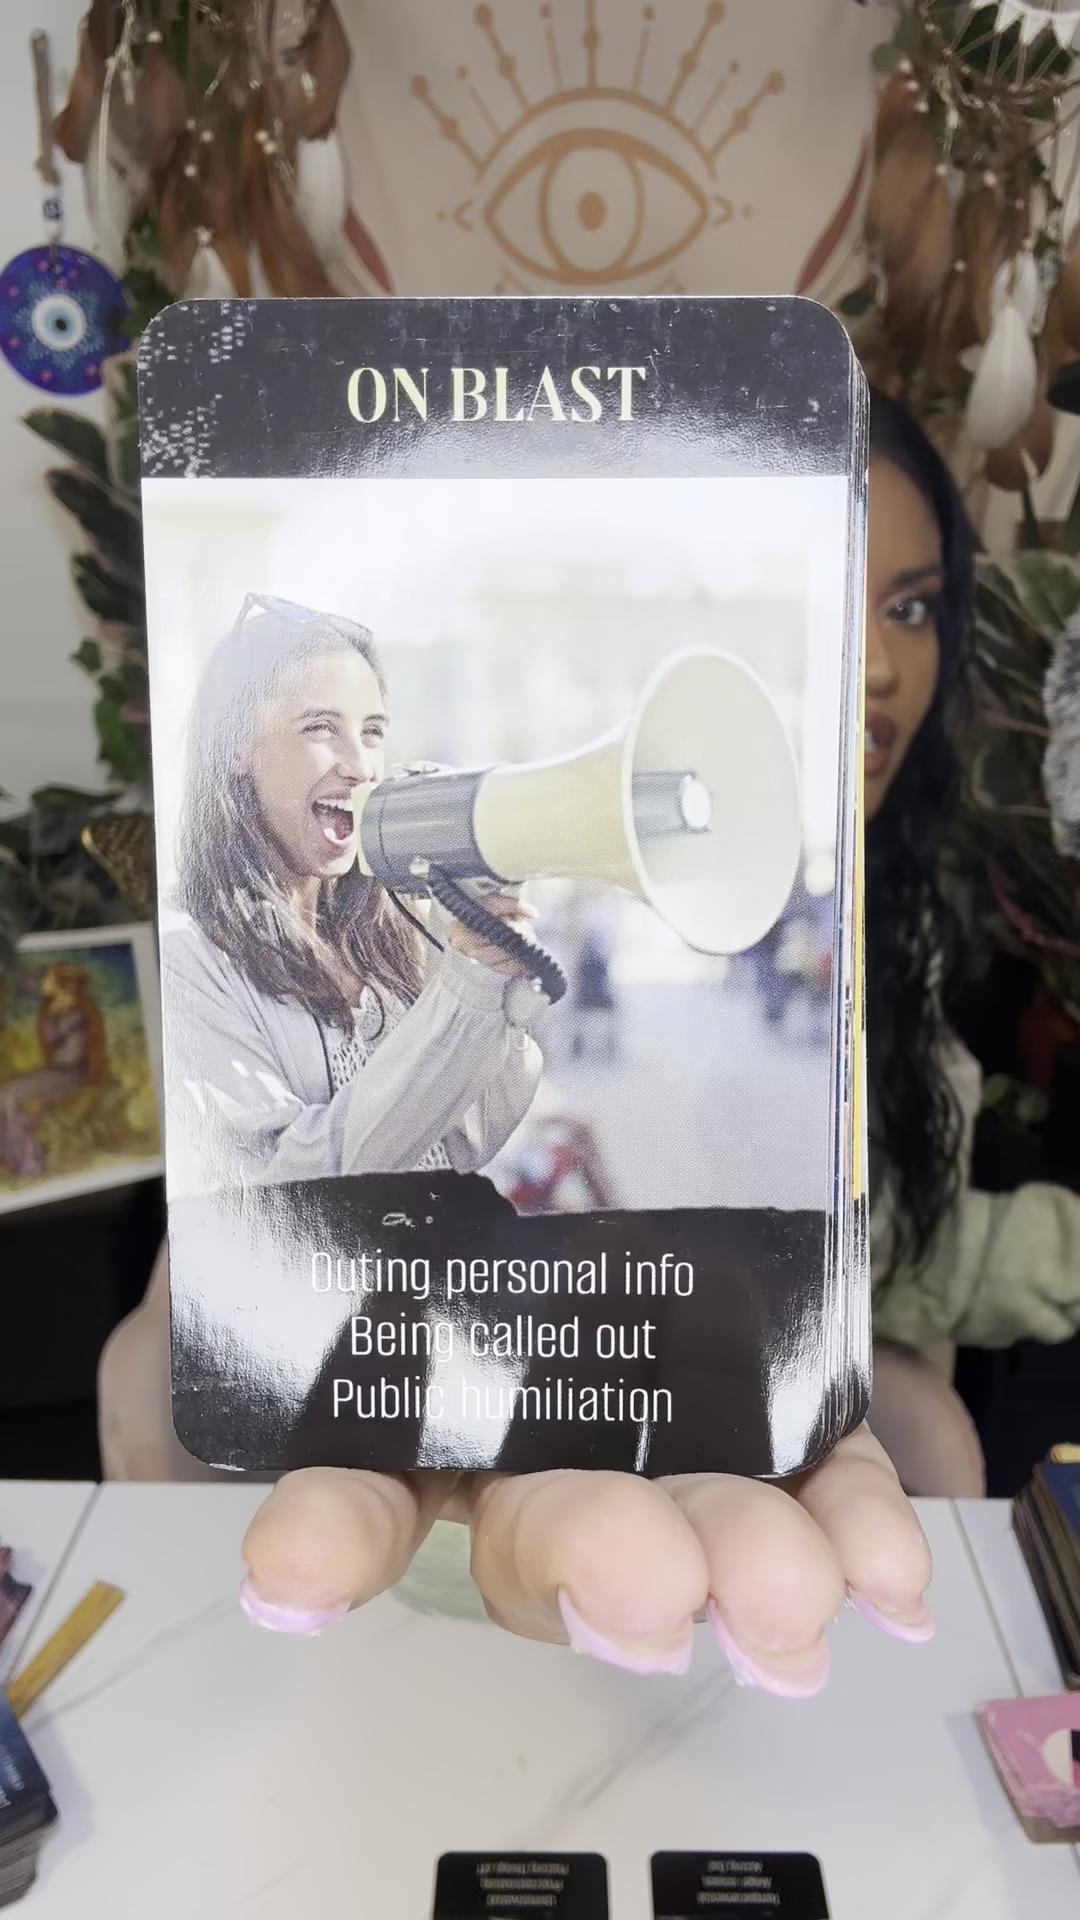 ON BLAST
Outing personal info
Being called out
Public humiliation